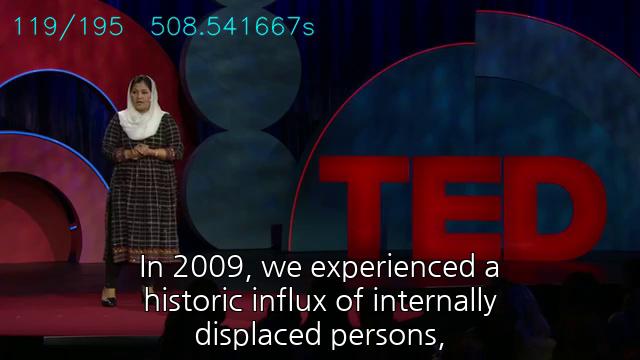 119/195 508.541667s
TED
In 2009, we experienced a
historic influx of internally
displaced persons,